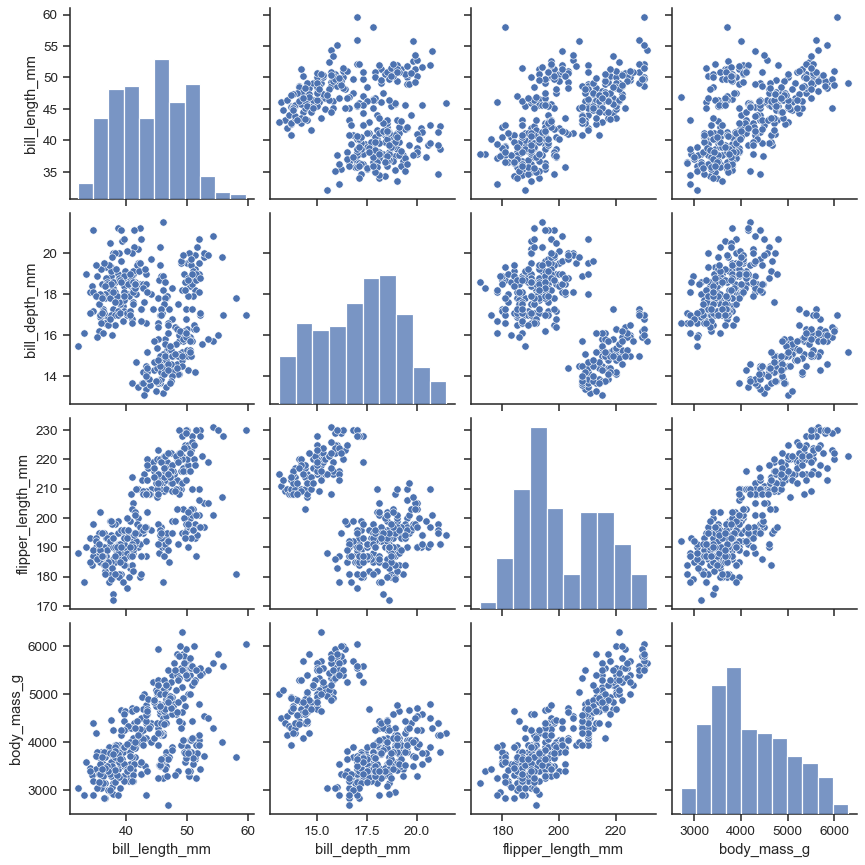 60
55
50
45
40
35
bill_length_mm
20
18
16
14
bill_depth_mm
230
220
210
200
190
180
170
flipper_length_mm
6000
5000
4000
3000
body_mass_g
40 50 60
bill_length_mm
15.0 17.5 20.0
bill_depth_mm
180 200 220
flipper_length_mm
3000 4000 5000 6000
body_mass_g